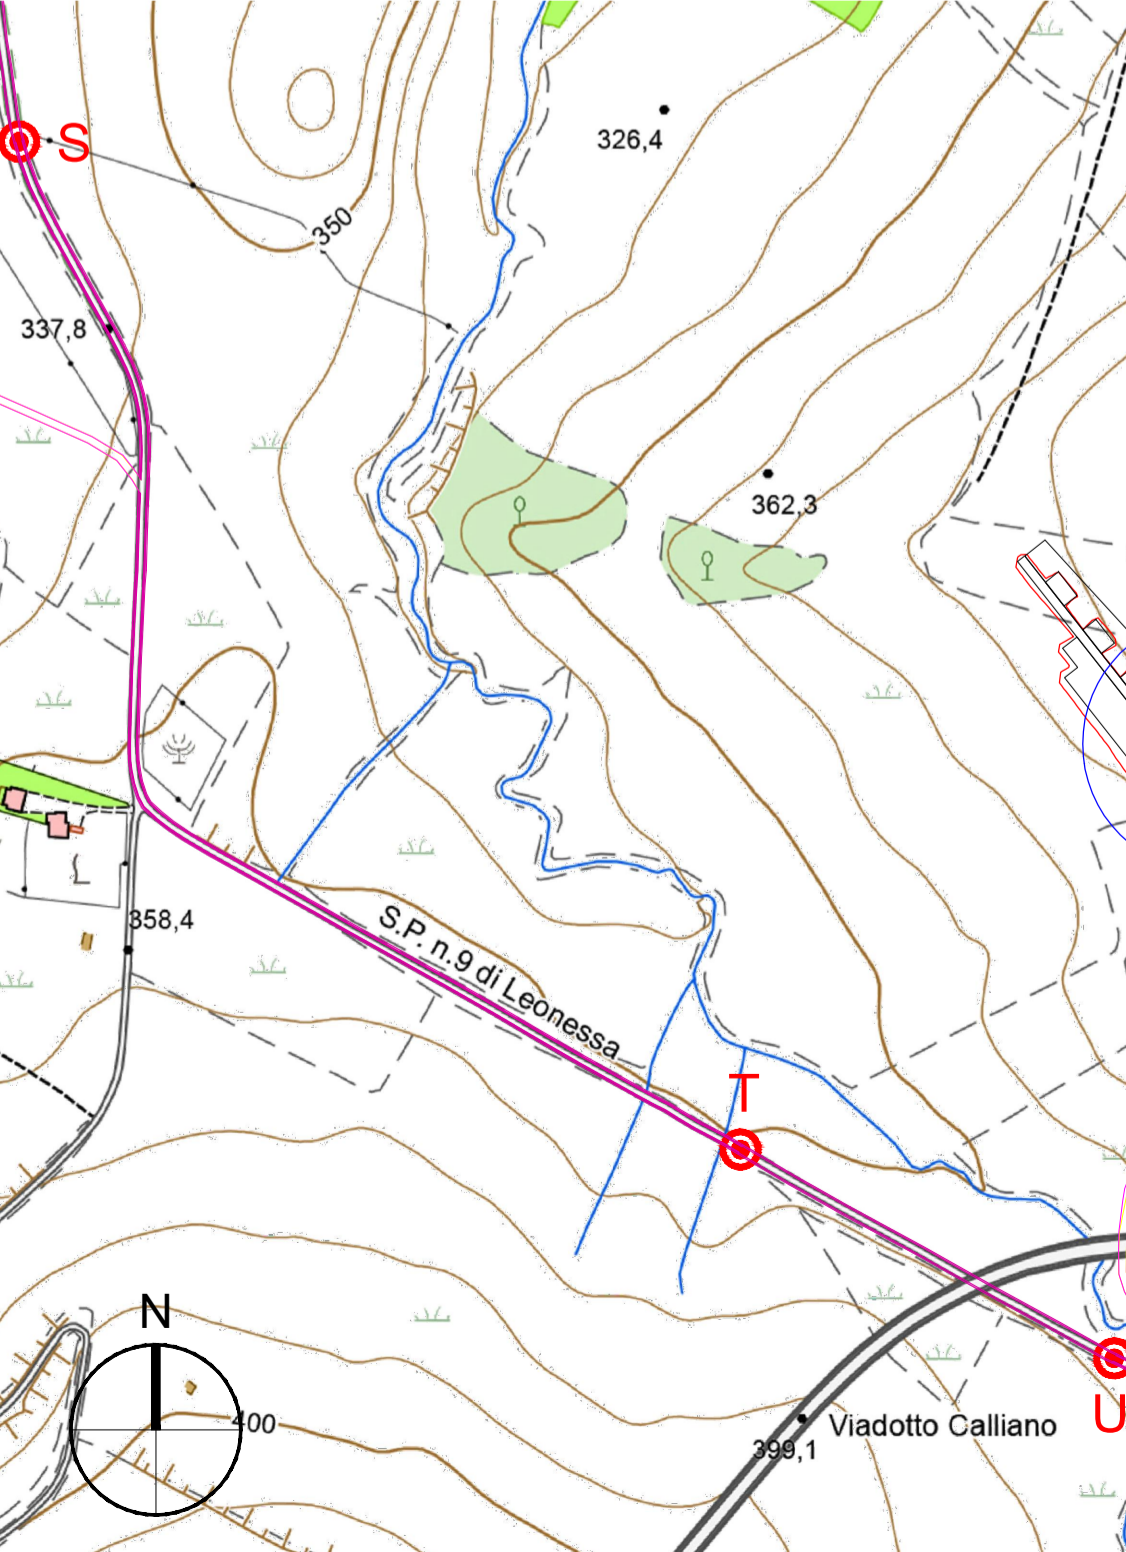 326,4
S
350
337,8
362,3
358,4
S.P. n.9 di Leonessa
T
N
400
U
Viadotto Calliano
399,1